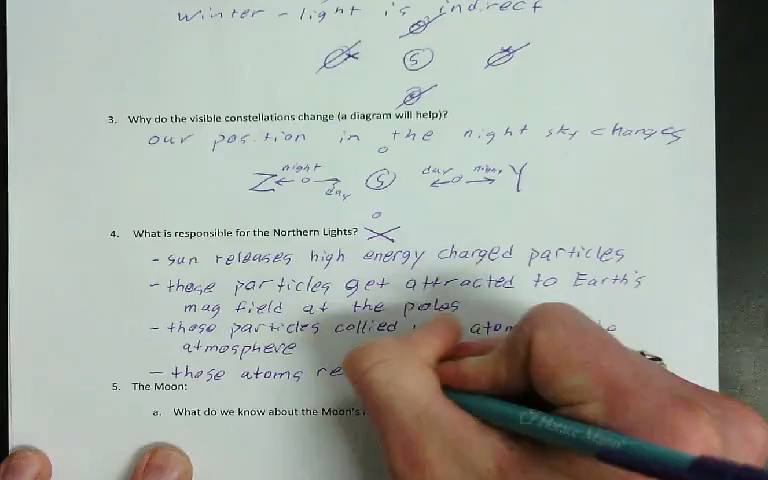 winter - light is indirect
S
3. Why do the visible constellations change (a diagram will help)?
our position in the night sky changes
Z night day S day night Y
4. What is responsible for the Northern Lights?
- sun releases high energy charged particles
- these particles get attracted to Earth's
mag field at the poles
- those particles collied atom
atmosphere
- those atoms re
5. The Moon:
a. What do we know about the Moon's